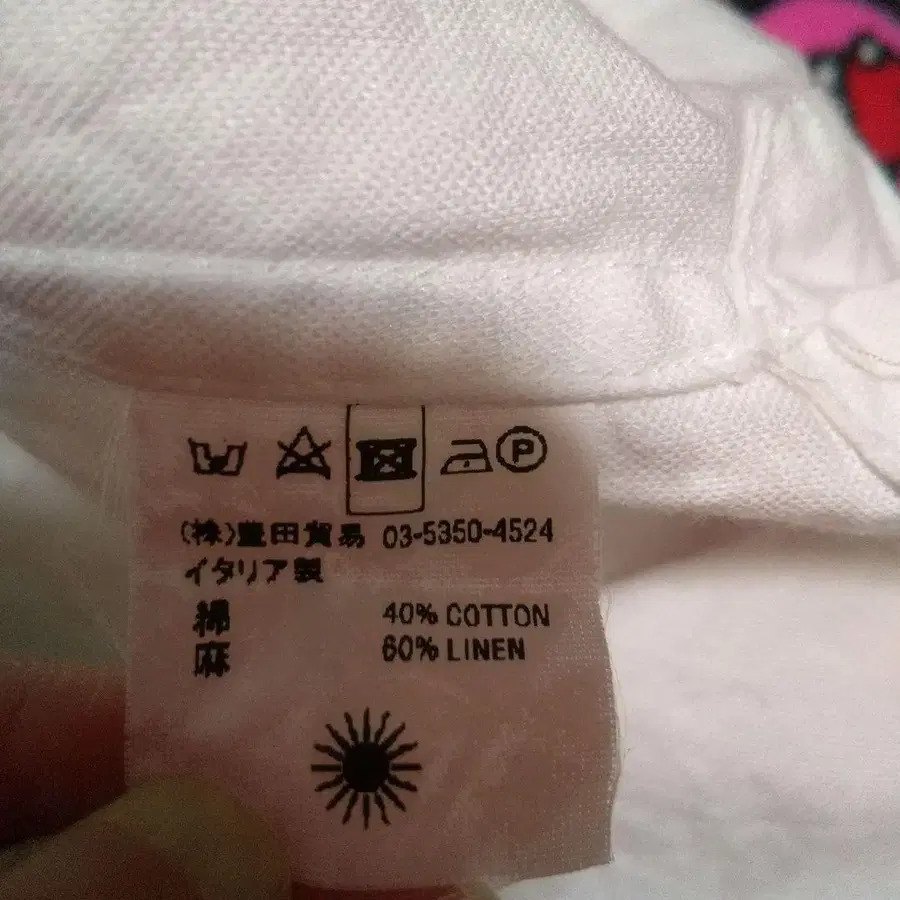 P
(株)豊田貿易 03-5350-4524
イタリア製
綿 40% COTTON
麻 60% LINEN